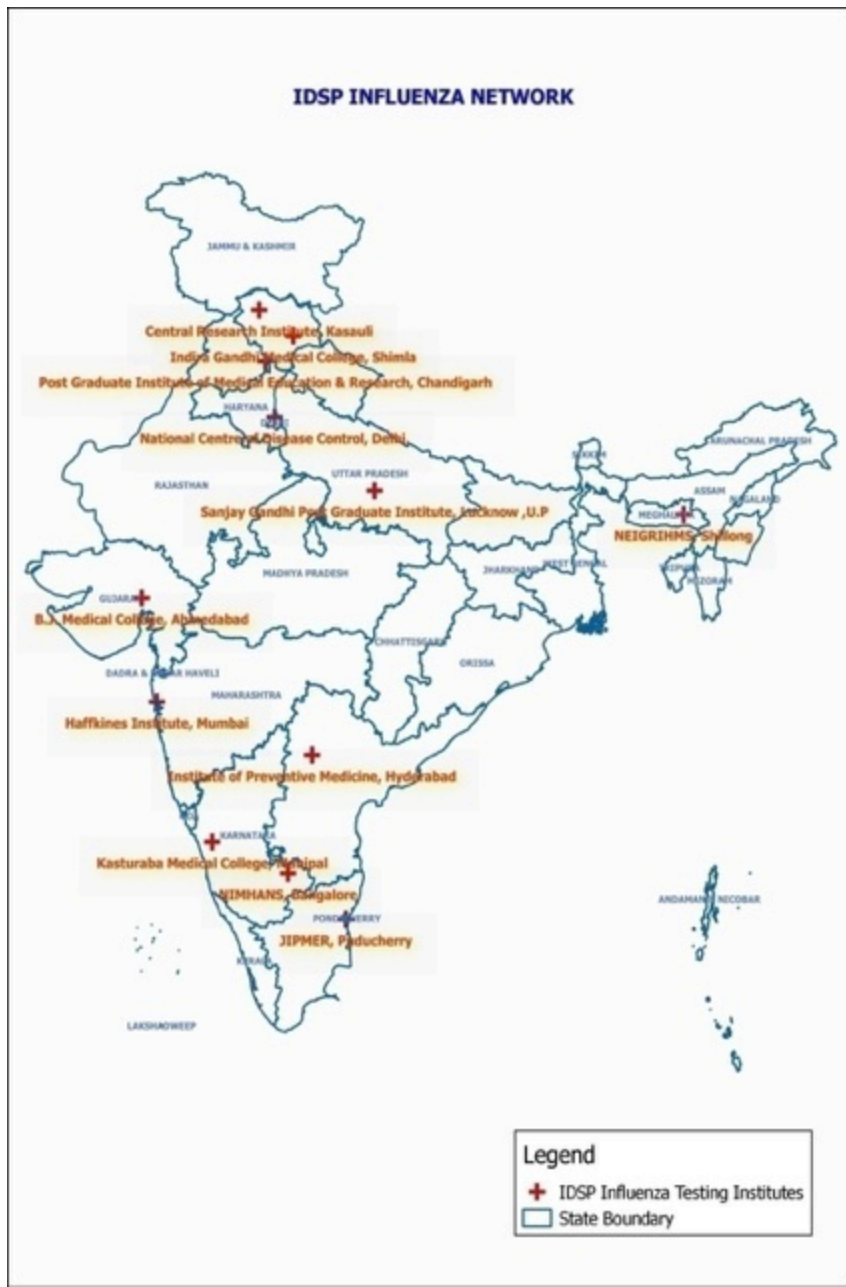 IDSP INFLUENZA NETWORK
JAMMU & KASHMIR
Central Research Institute, Kasauli
Indira Gandhi Medical College, Shimla
Post Graduate Institute of Medical Education & Research, Chandigarh
HARYANA
National Centre of Disease Control, Delhi,
ARUNACHAL PRADESH
SIKKIM
UTTAR PRADESH
RAJASTHAN
ASSAM
NAGALAND
Sanjay Gandhi Post Graduate Institute, Lucknow ,U.P
MEGHALAYA
NEIGRIHMS, Shillong
WEST BENGAL
JHARKHAND
MADHYA PRADESH
TRIPURA
MIZORAM
GUJARAT
B.J. Medical College, Ahmedabad
CHHATTISGARH
ORISSA
DADRA & NAGAR HAVELI
MAHARASHTRA
Haffkines Institute, Mumbai
Institute of Preventive Medicine, Hyderabad
KARNATAKA
Kasturaba Medical College, Manipal
NIMHANS, Bangalore
ANDAMAN & NICOBAR
PONDICHERRY
JIPMER, Puducherry
KERALA
LAKSHADWEEP
Legend
IDSP Influenza Testing Institutes
State Boundary